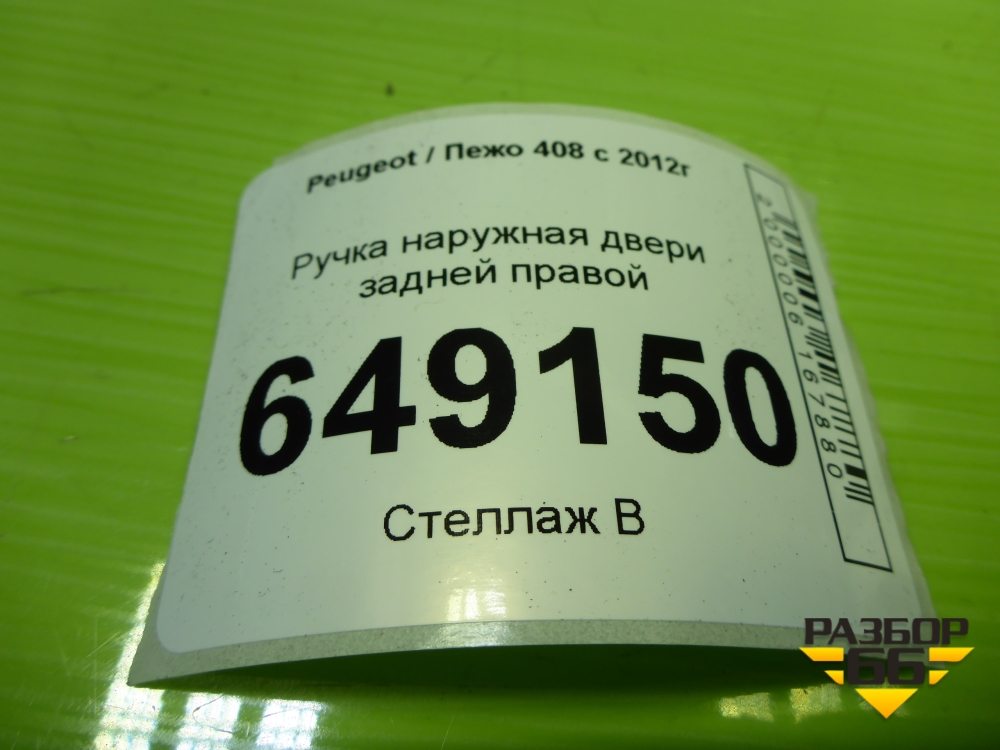 Peugeot / Пежо 408 с 2012г
Ручка наружная двери
задней правой
649150
Стеллаж В
2000006167880
РАЗБОР
66